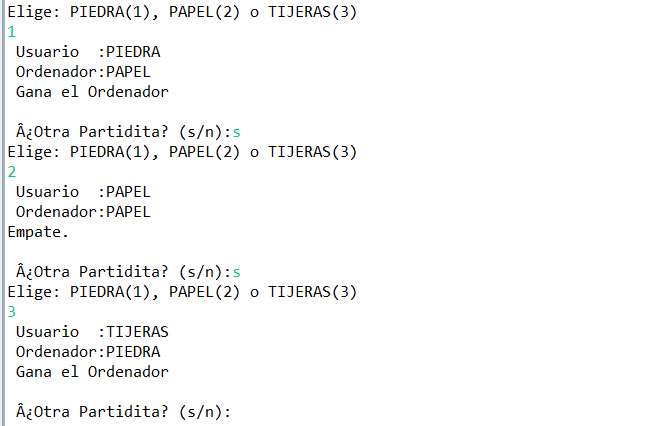 Elige: PIEDRA(1), PAPEL(2) o TIJERAS(3)
1
Usuario  :PIEDRA
Ordenador:PAPEL
Gana el Ordenador
Â¿Otra Partidita? (s/n):s
Elige: PIEDRA(1), PAPEL(2) o TIJERAS(3)
2
Usuario  :PAPEL
Ordenador:PAPEL
Empate.
Â¿Otra Partidita? (s/n):s
Elige: PIEDRA(1), PAPEL(2) o TIJERAS(3)
3
Usuario  :TIJERAS
Ordenador:PIEDRA
Gana el Ordenador
Â¿Otra Partidita? (s/n):